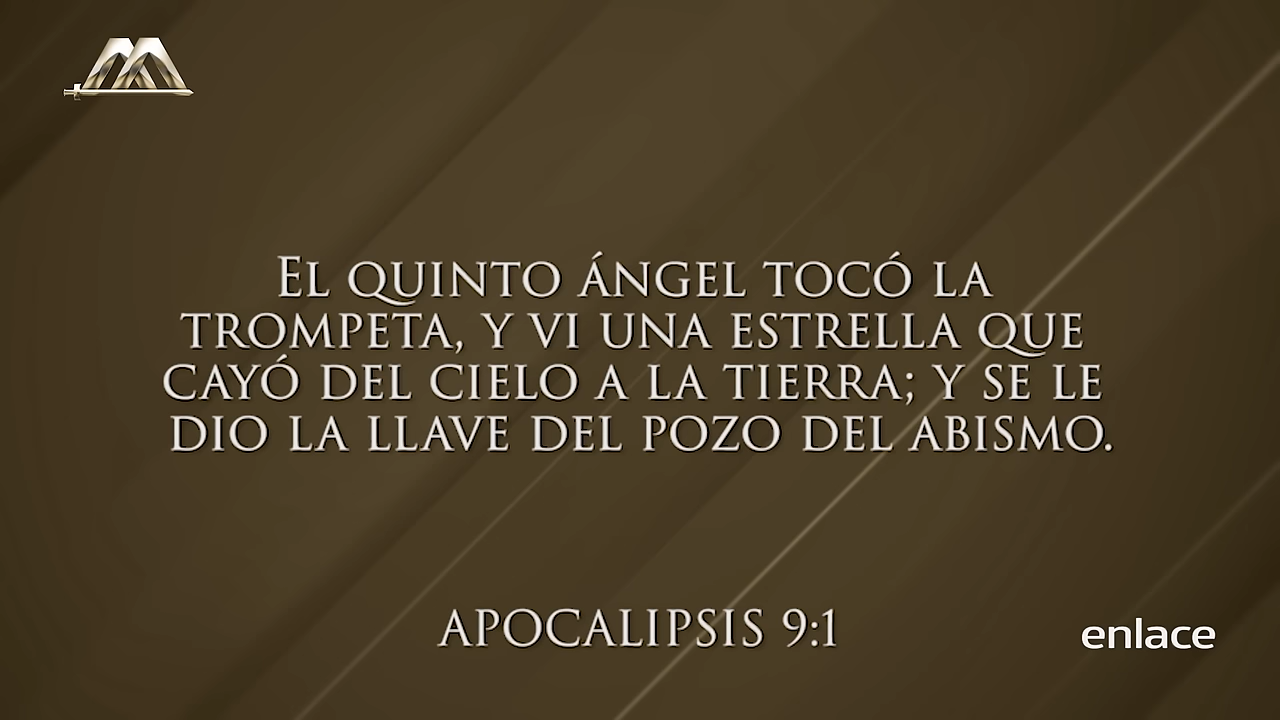 El quinto ángel tocó la
trompeta, y vi una estrella que
cayó del cielo a la tierra; y se le
dio la llave del pozo del abismo.
APOCALIPSIS 9:1
enlace